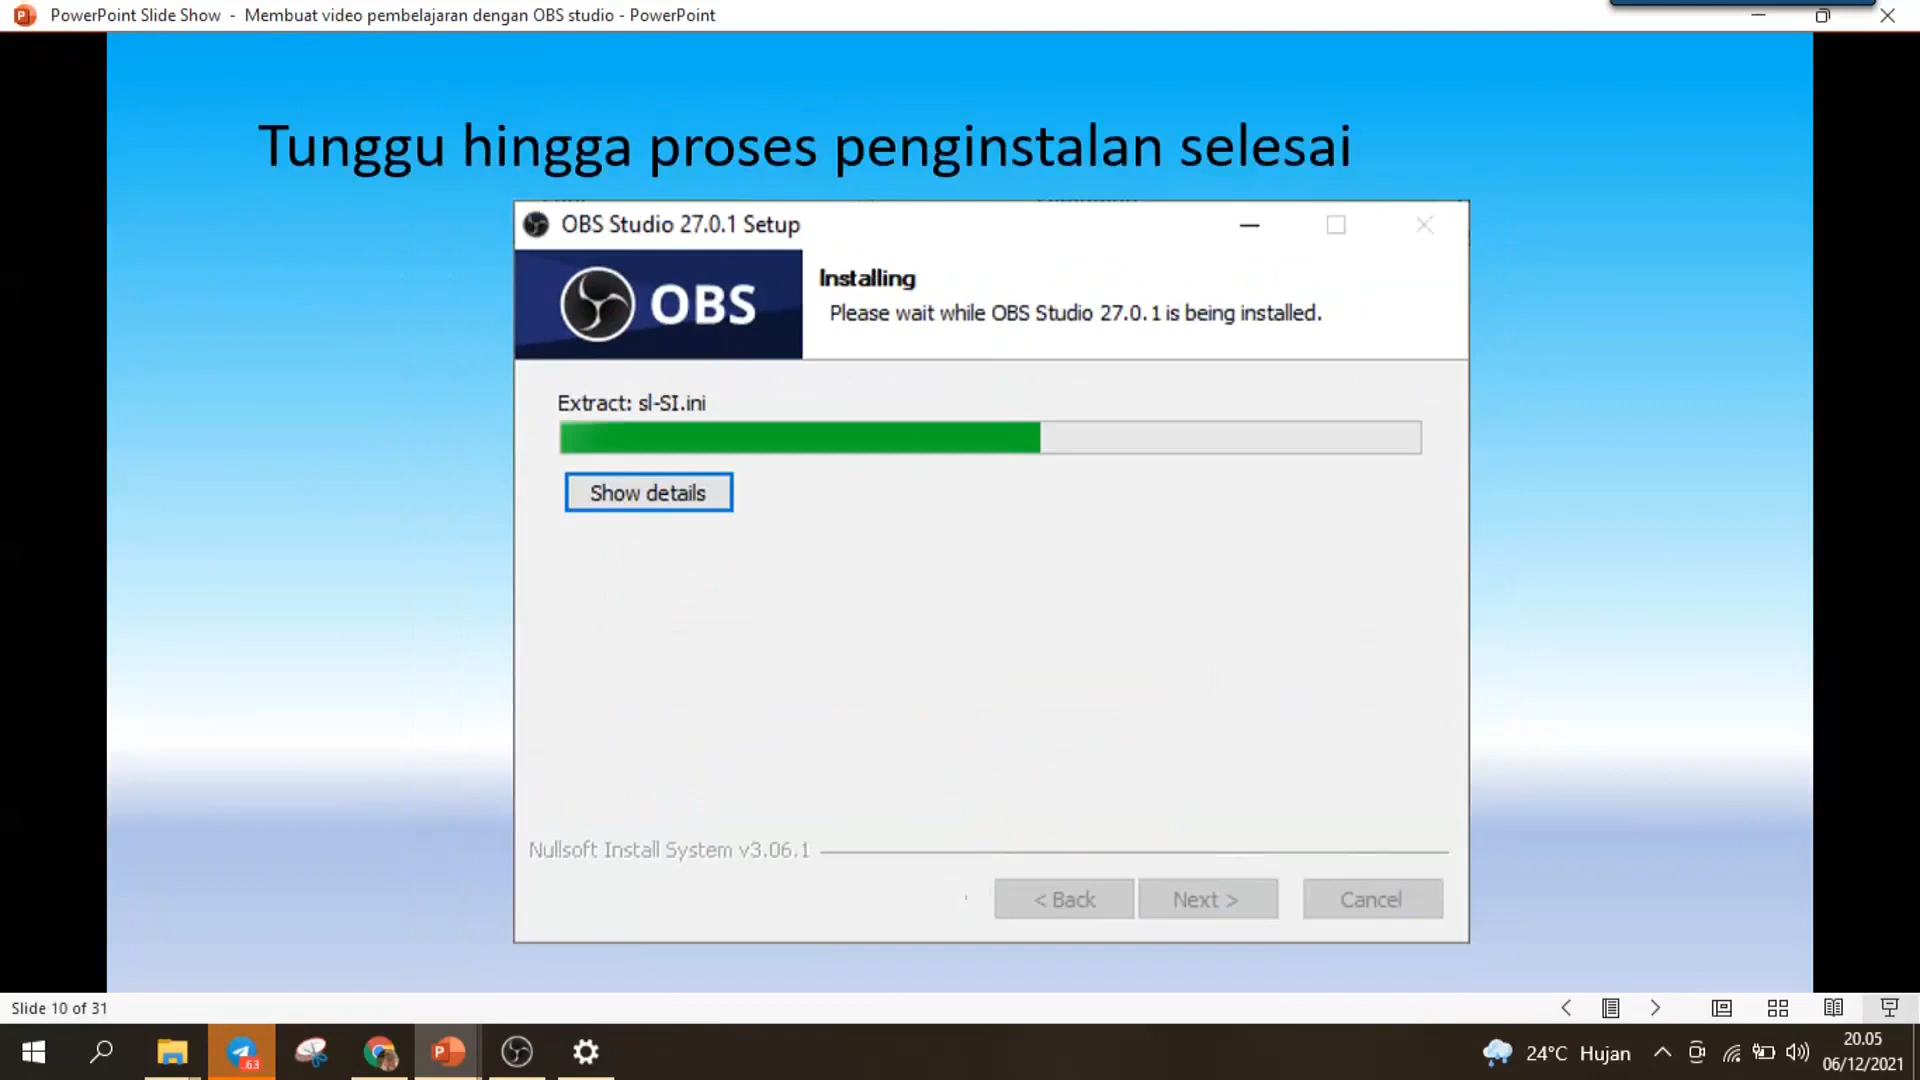 PowerPoint Slide Show - Membuat video pembelajaran dengan OBS studio - PowerPoint
Tunggu hingga proses penginstalan selesai
OBS Studio 27.0.1 Setup
OBS
Installing
Please wait while OBS Studio 27.0.1 is being installed.
Extract: sl-SI.ini
Show details
Nullsoft Install System v3.06.1
< Back
Next >
Cancel
Slide 10 of 31
63
24°C Hujan
20.05
06/12/2021